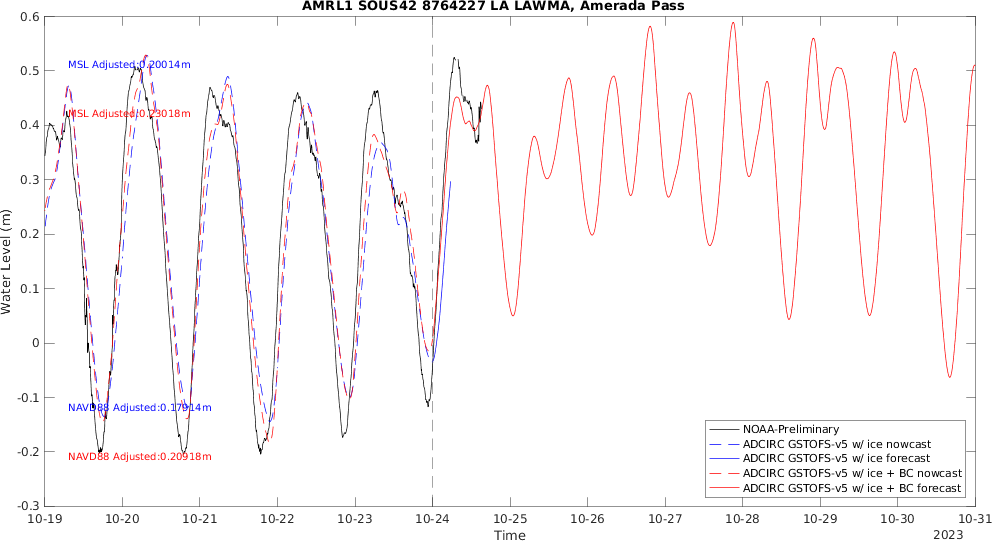 AMRL1 SOUS42 8764227 LA LAWMA, Amerada Pass
0.6
0.5
0.4
0.3
0.2
0.1
0
-0.1
-0.2
-0.3
Water Level (m)
MSL Adjusted:0.20014m
MSL Adjusted:0.23018m
NAVD88 Adjusted:0.17914m
NAVD88 Adjusted:0.20918m
NOAA-Preliminary
ADCIRC GSTOFS-v5 w/ ice nowcast
ADCIRC GSTOFS-v5 w/ ice forecast
ADCIRC GSTOFS-v5 w/ ice + BC nowcast
ADCIRC GSTOFS-v5 w/ ice + BC forecast
10-19 10-20 10-21 10-22 10-23 10-24 10-25 10-26 10-27 10-28 10-29 10-30 10-31
Time
2023